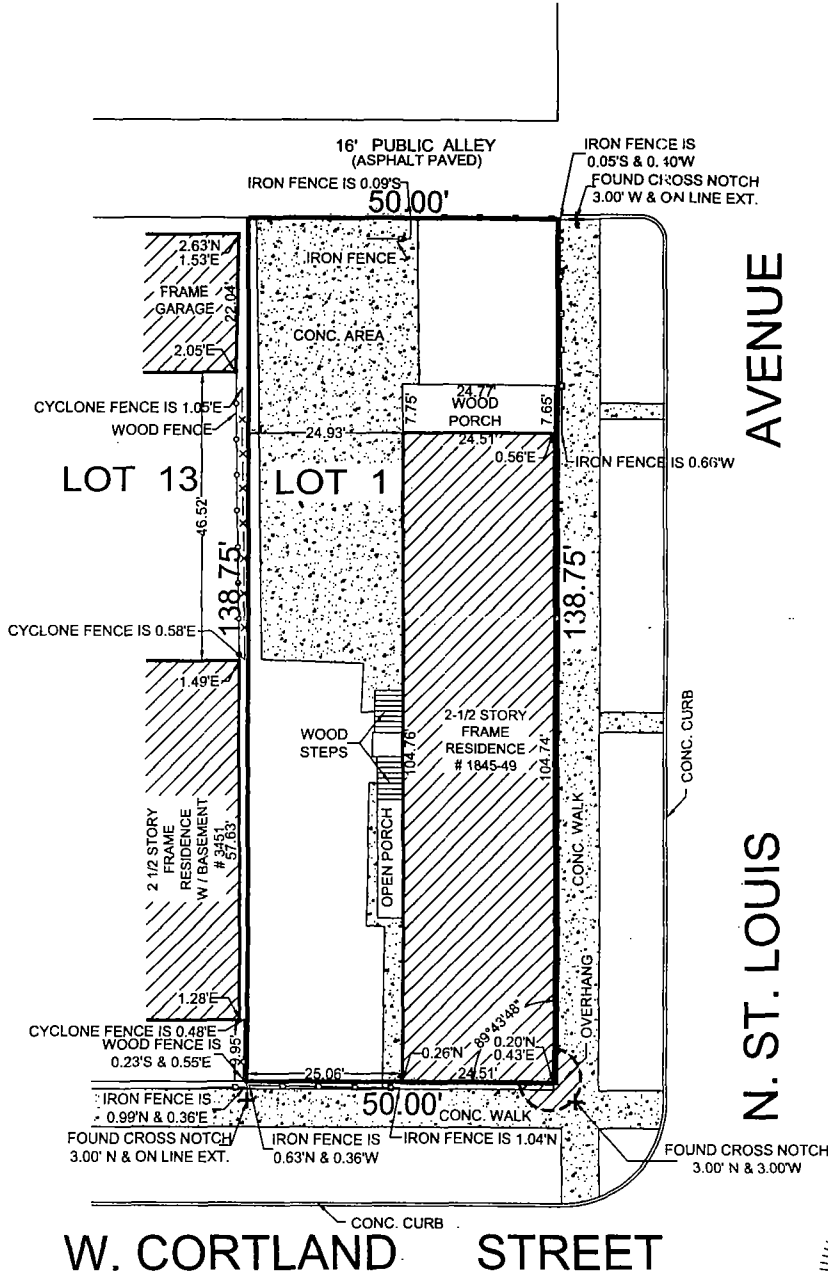 16' PUBLIC ALLEY
(ASPHALT PAVED)
IRON FENCE IS
0.05'S & 0.40'W
FOUND CROSS NOTCH
3.00' W & ON LINE EXT.
IRON FENCE IS 0.09'S
50.00'
2.63'N
1.53'E
FRAME
GARAGE
22.04'
2.05'E
IRON FENCE
CONC. AREA
AVENUE
CYCLONE FENCE IS 1.05'E
WOOD FENCE
24.77'
WOOD
PORCH
7.75'
7.65'
24.93'
24.51'
0.56'E
IRON FENCE IS 0.66'W
LOT 13
LOT 1
46.52'
138.75'
138.75'
CYCLONE FENCE IS 0.58'E
1.49'E
WOOD
STEPS
2-1/2 STORY
FRAME
RESIDENCE
# 1845-49
104.76'
104.74'
CONC. CURB
2 1/2 STORY
FRAME
RESIDENCE
W / BASEMENT
# 3451
57.63'
OPEN PORCH
CONC. WALK
N. ST. LOUIS
OVERHANG
1.28'E
CYCLONE FENCE IS 0.48'E
WOOD FENCE IS
0.23'S & 0.55'E
9.95'
89°43'48"
0.20'N
0.43'E
0.26'N
25.06'
24.51'
50.00'
CONC. WALK
IRON FENCE IS
0.99'N & 0.36'E
FOUND CROSS NOTCH
3.00' N & ON LINE EXT.
IRON FENCE IS
0.63'N & 0.36'W
IRON FENCE IS 1.04'N
FOUND CROSS NOTCH
3.00' N & 3.00'W
CONC. CURB
W. CORTLAND STREET